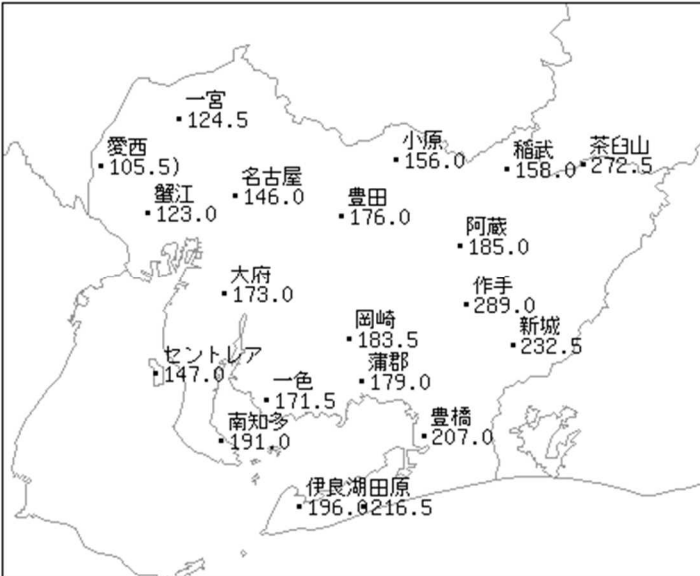 一宮
124.5
愛西
105.5)
小原
156.0
稲武
158.0
茶臼山
272.5
蟹江
123.0
名古屋
146.0
豊田
176.0
阿蔵
185.0
大府
173.0
作手
289.0
岡崎
183.5
新城
232.5
セントレア
147.0
蒲郡
179.0
一色
171.5
南知多
191.0
豊橋
207.0
伊良湖 田原
196.0 216.5